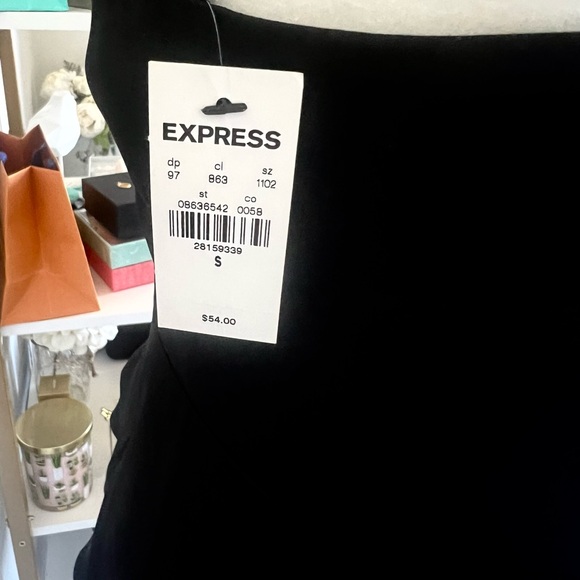 EXPRESS
dp cl sz
97 863 1102
st co
08636542 0058
28159339
S
$54.00